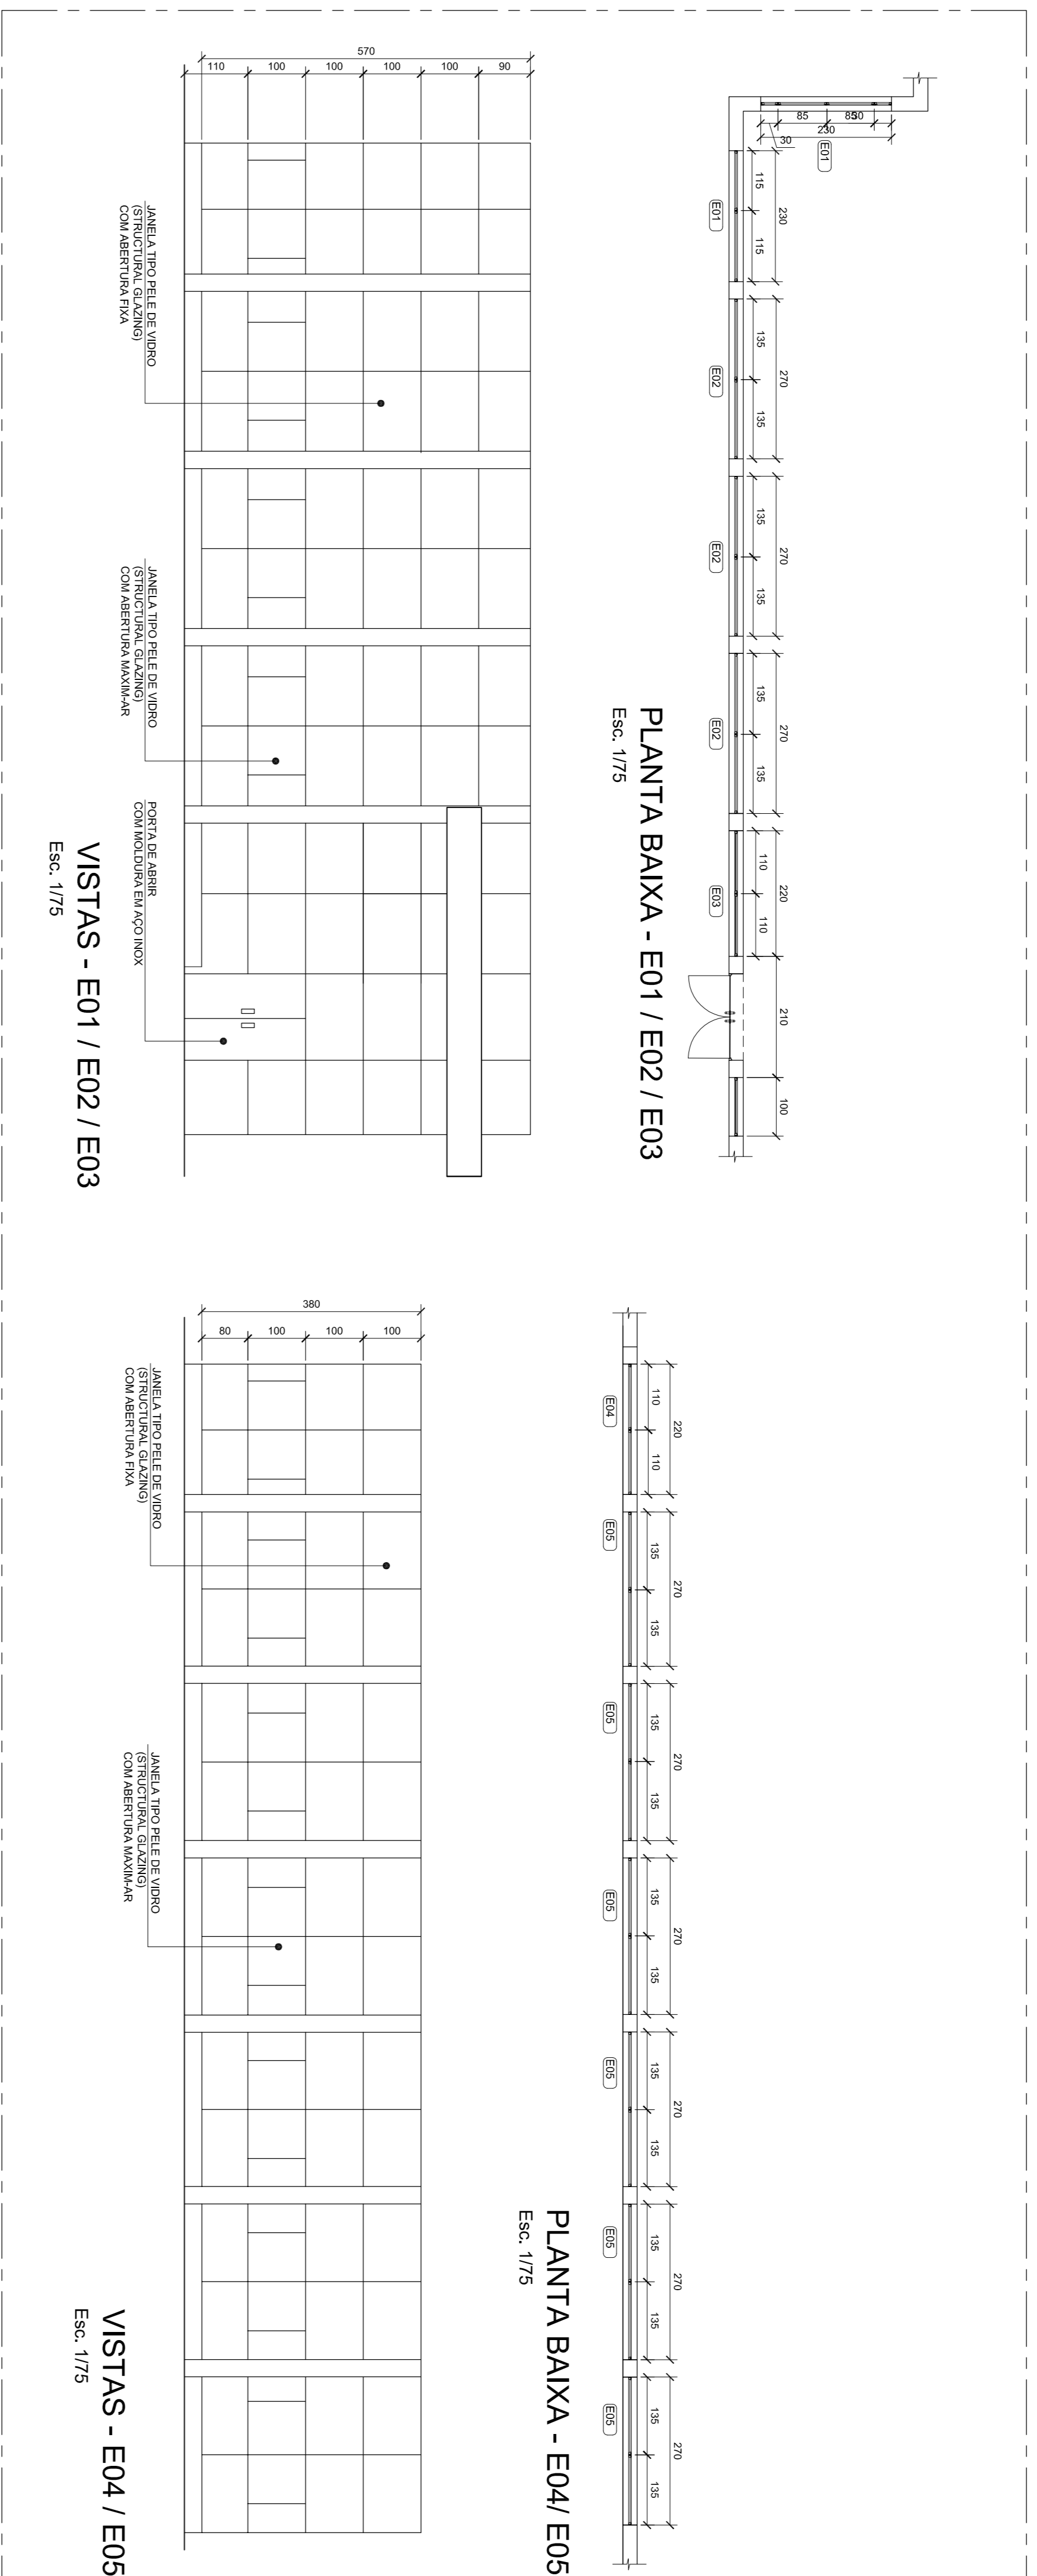 85
85
30
230
30
E01
230
115
115
E01
270
135
135
E02
270
135
135
E02
270
135
135
E02
220
110
110
E03
210
100
PLANTA BAIXA - E01 / E02 / E03
Esc. 1/75
570
110
100
100
100
100
90
JANELA TIPO PELE DE VIDRO
(STRUCTURAL GLAZING)
COM ABERTURA FIXA
JANELA TIPO PELE DE VIDRO
(STRUCTURAL GLAZING)
COM ABERTURA MAXIM-AR
PORTA DE ABRIR
COM MOLDURA EM AÇO INOX
VISTAS - E01 / E02 / E03
Esc. 1/75
220
110
110
E04
270
135
135
E05
270
135
135
E05
270
135
135
E05
270
135
135
E05
270
135
135
E05
270
135
135
E05
PLANTA BAIXA - E04/ E05
Esc. 1/75
380
80
100
100
100
JANELA TIPO PELE DE VIDRO
(STRUCTURAL GLAZING)
COM ABERTURA FIXA
JANELA TIPO PELE DE VIDRO
(STRUCTURAL GLAZING)
COM ABERTURA MAXIM-AR
VISTAS - E04 / E05
Esc. 1/75